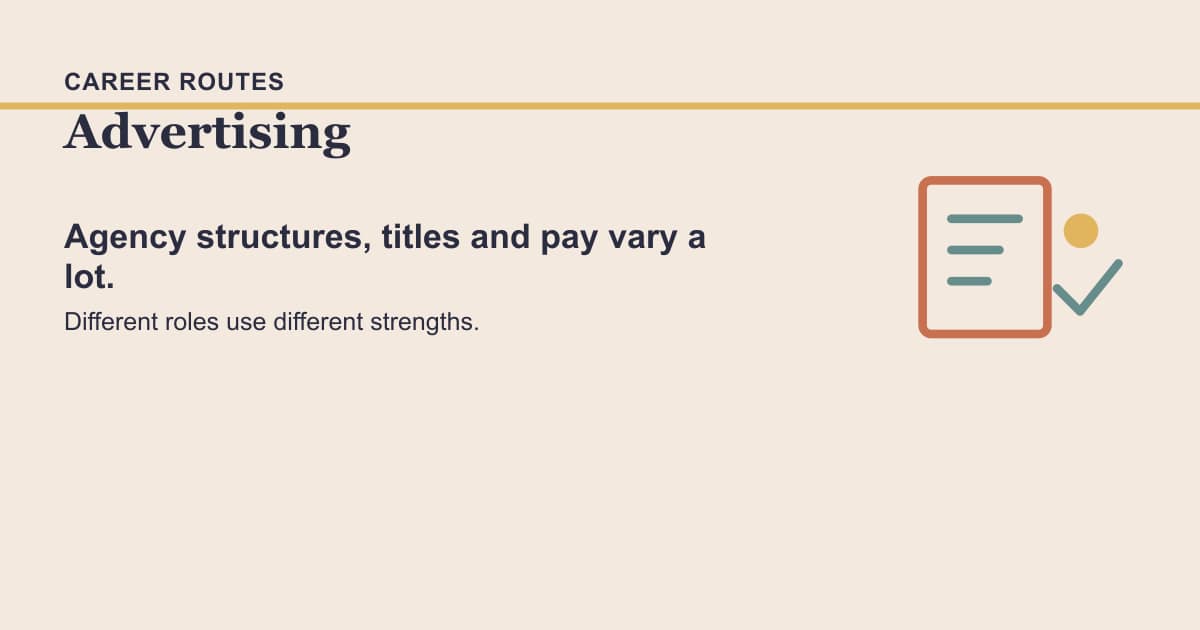 CAREER ROUTES
Advertising
Agency structures, titles and pay vary a
lot.
Different roles use different strengths.